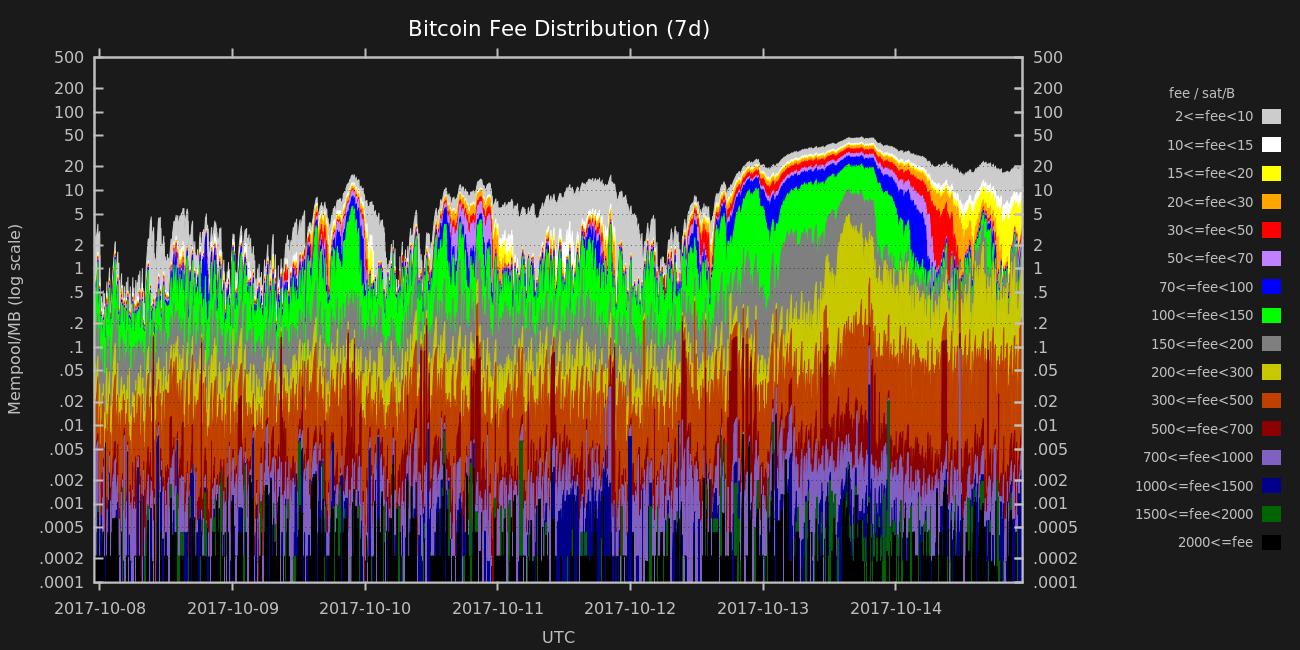 Bitcoin Fee Distribution (7d)
500 500
200 200
100 100
50 50
20 20
10 10
5 5
2 2
1 1
.5 .5
.2 .2
.1 .1
.05 .05
.02 .02
.01 .01
.005 .005
.002 .002
.001 .001
.0005 .0005
.0002 .0002
.0001 .0001
Mempool/MB (log scale)
2017-10-08 2017-10-09 2017-10-10 2017-10-11 2017-10-12 2017-10-13 2017-10-14
UTC
fee / sat/B
2<=fee<10
10<=fee<15
15<=fee<20
20<=fee<30
30<=fee<50
50<=fee<70
70<=fee<100
100<=fee<150
150<=fee<200
200<=fee<300
300<=fee<500
500<=fee<700
700<=fee<1000
1000<=fee<1500
1500<=fee<2000
2000<=fee